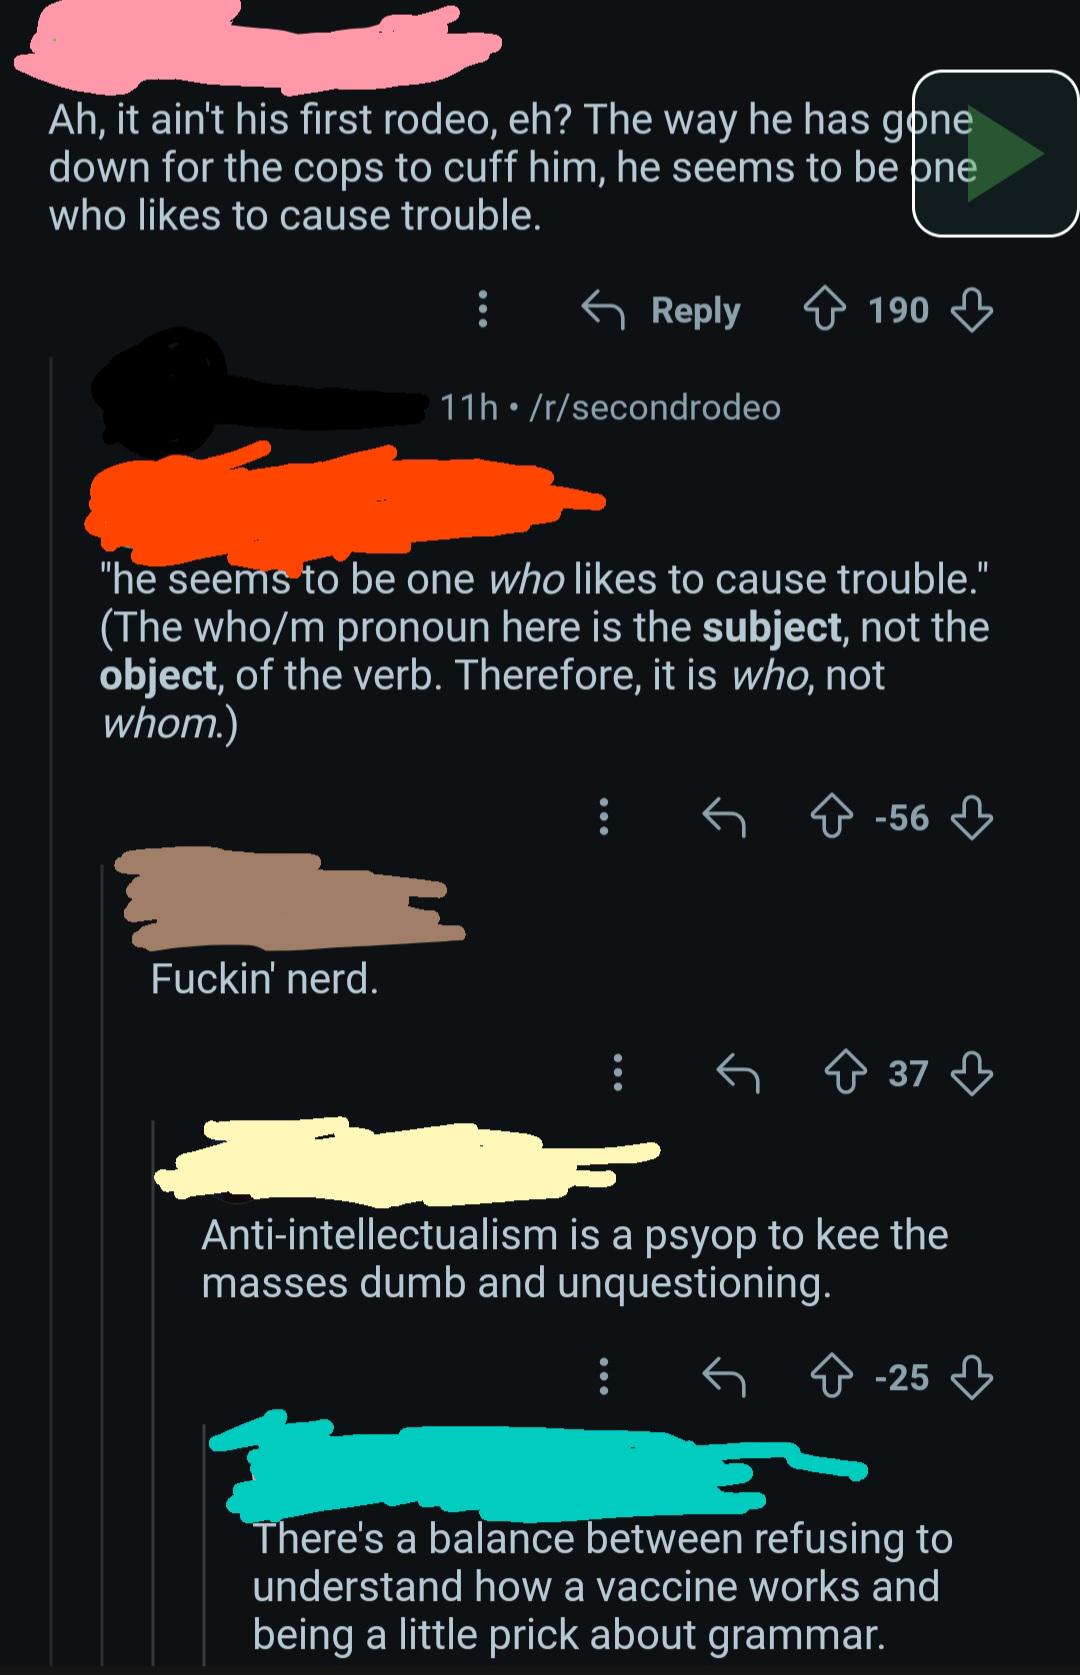 Ah, it ain't his first rodeo, eh? The way he has gone
down for the cops to cuff him, he seems to be one
who likes to cause trouble.
Reply 190
11h • /r/secondrodeo
"he seems to be one who likes to cause trouble."
(The who/m pronoun here is the subject, not the
object, of the verb. Therefore, it is who, not
whom.)
-56
Fuckin' nerd.
37
Anti-intellectualism is a psyop to kee the
masses dumb and unquestioning.
-25
There's a balance between refusing to
understand how a vaccine works and
being a little prick about grammar.